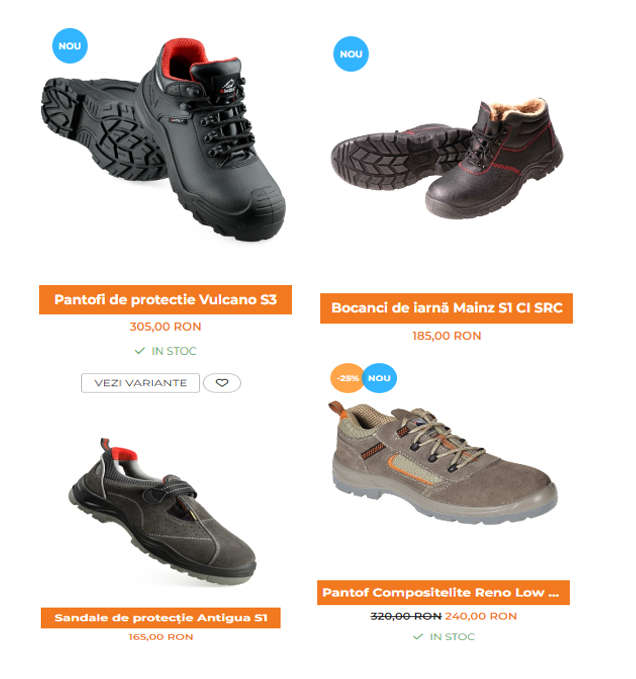 NOU
Pantofi de protectie Vulcano S3
305,00 RON
IN STOC
VEZI VARIANTE
NOU
Bocanci de iarnă Mainz S1 CI SRC
185,00 RON
Sandale de protecție Antigua S1
165,00 RON
-25% NOU
Pantof Compositelite Reno Low ...
320,00 RON 240,00 RON
IN STOC